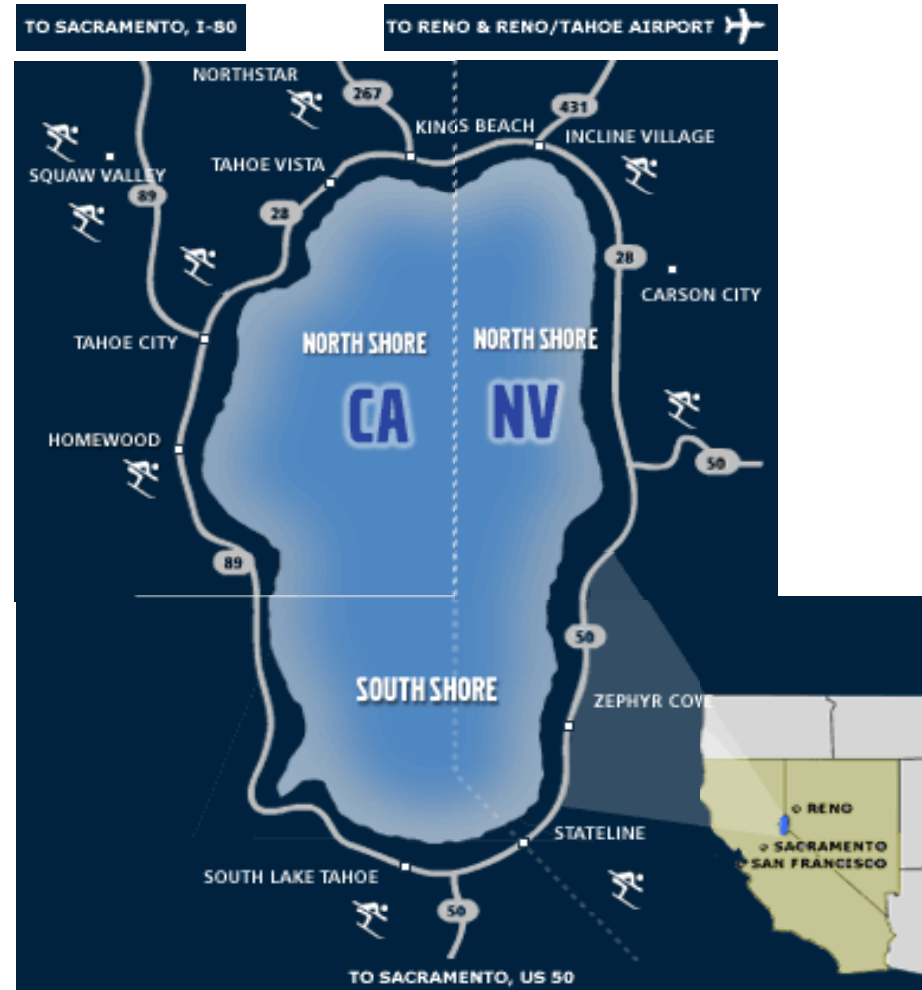 TO SACRAMENTO, I-80
TO RENO & RENO/TAHOE AIRPORT
NORTHSTAR
267
431
KINGS BEACH
INCLINE VILLAGE
TAHOE VISTA
SQUAW VALLEY
89
28
28
CARSON CITY
TAHOE CITY
NORTH SHORE
NORTH SHORE
CA
NV
HOMEWOOD
50
89
50
SOUTH SHORE
ZEPHYR COVE
RENO
STATELINE
SACRAMENTO
SAN FRANCISCO
SOUTH LAKE TAHOE
50
TO SACRAMENTO, US 50